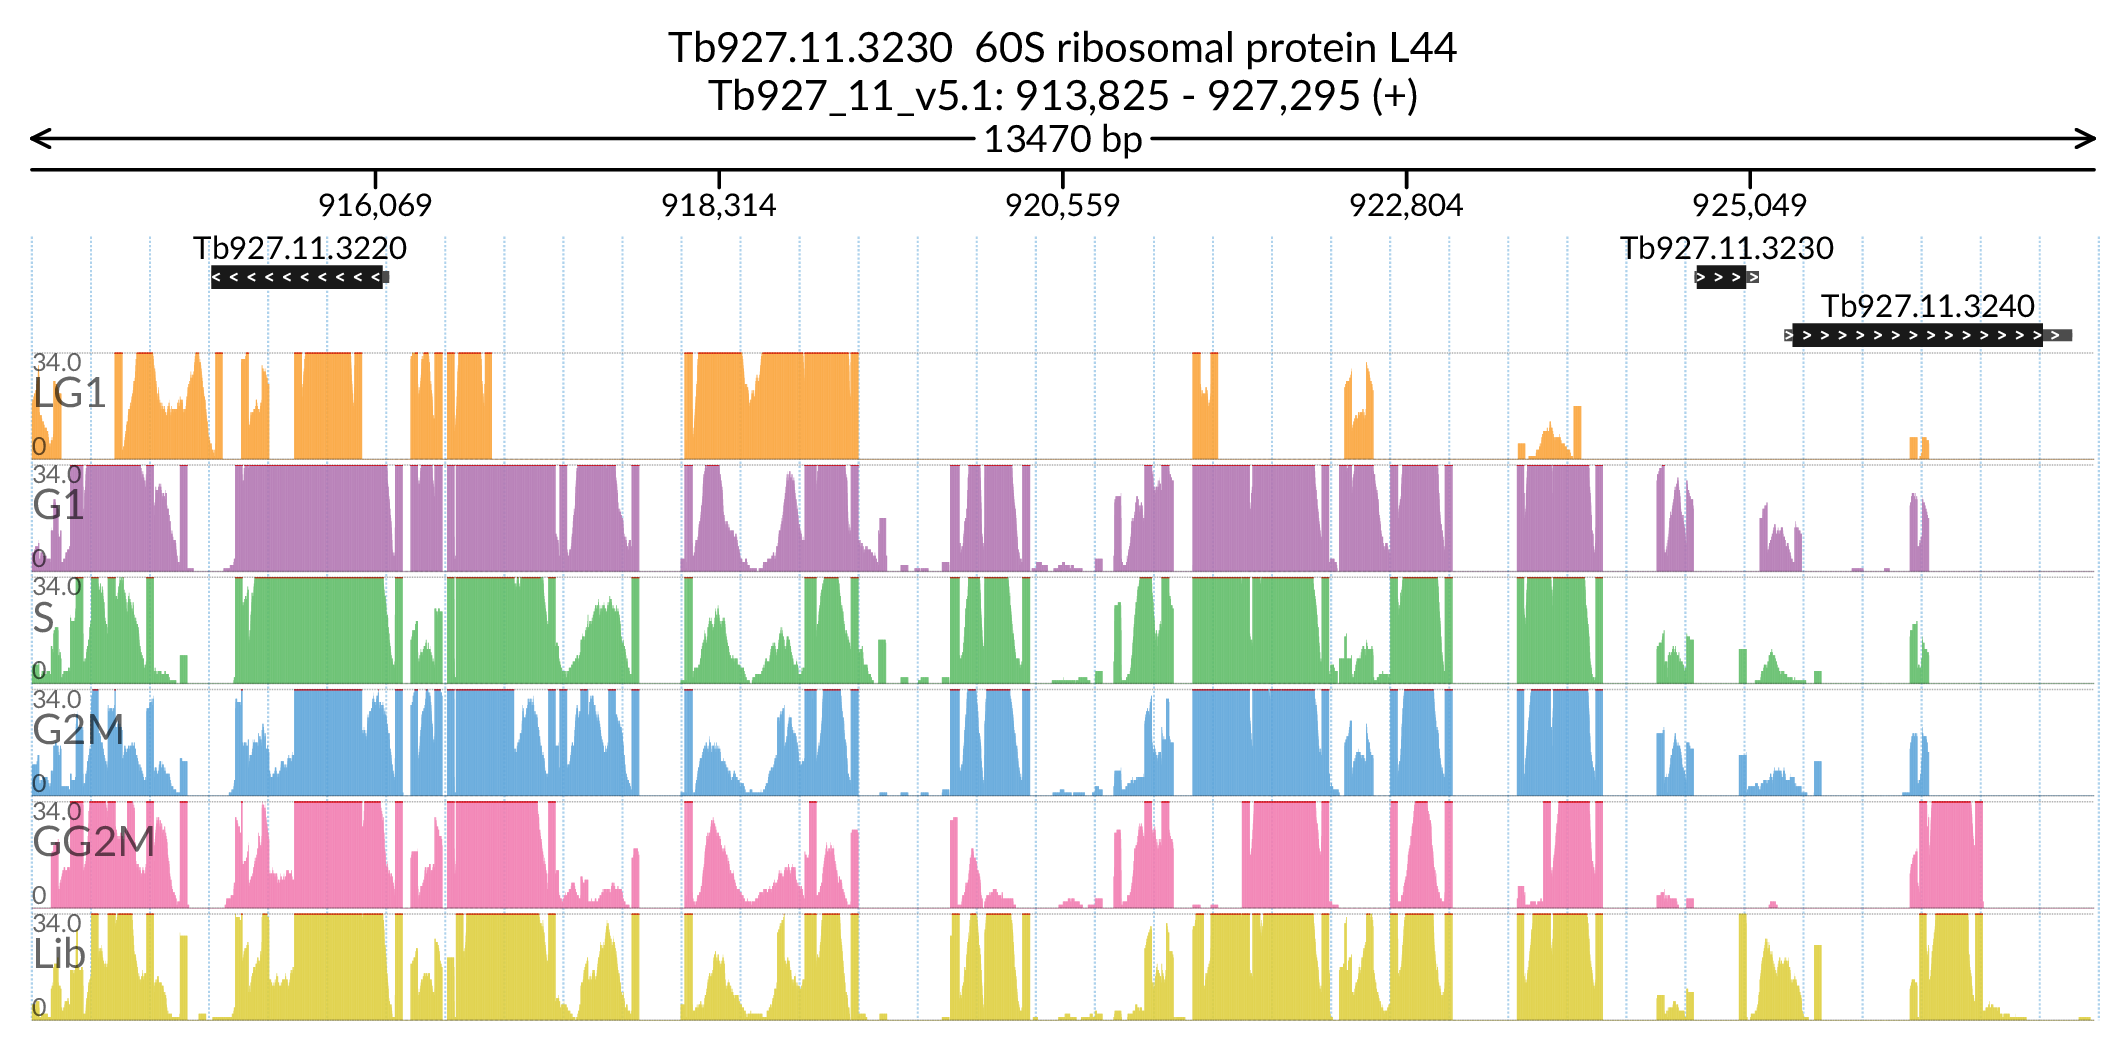 Tb927.11.3230  60S ribosomal protein L44
Tb927_11_v5.1: 913,825 - 927,295 (+)
13470 bp
916,069 918,314 920,559 922,804 925,049
Tb927.11.3220 Tb927.11.3230
Tb927.11.3240
34.0
LG1
0
34.0
G1
0
34.0
S
0
34.0
G2M
0
34.0
GG2M
0
34.0
Lib
0